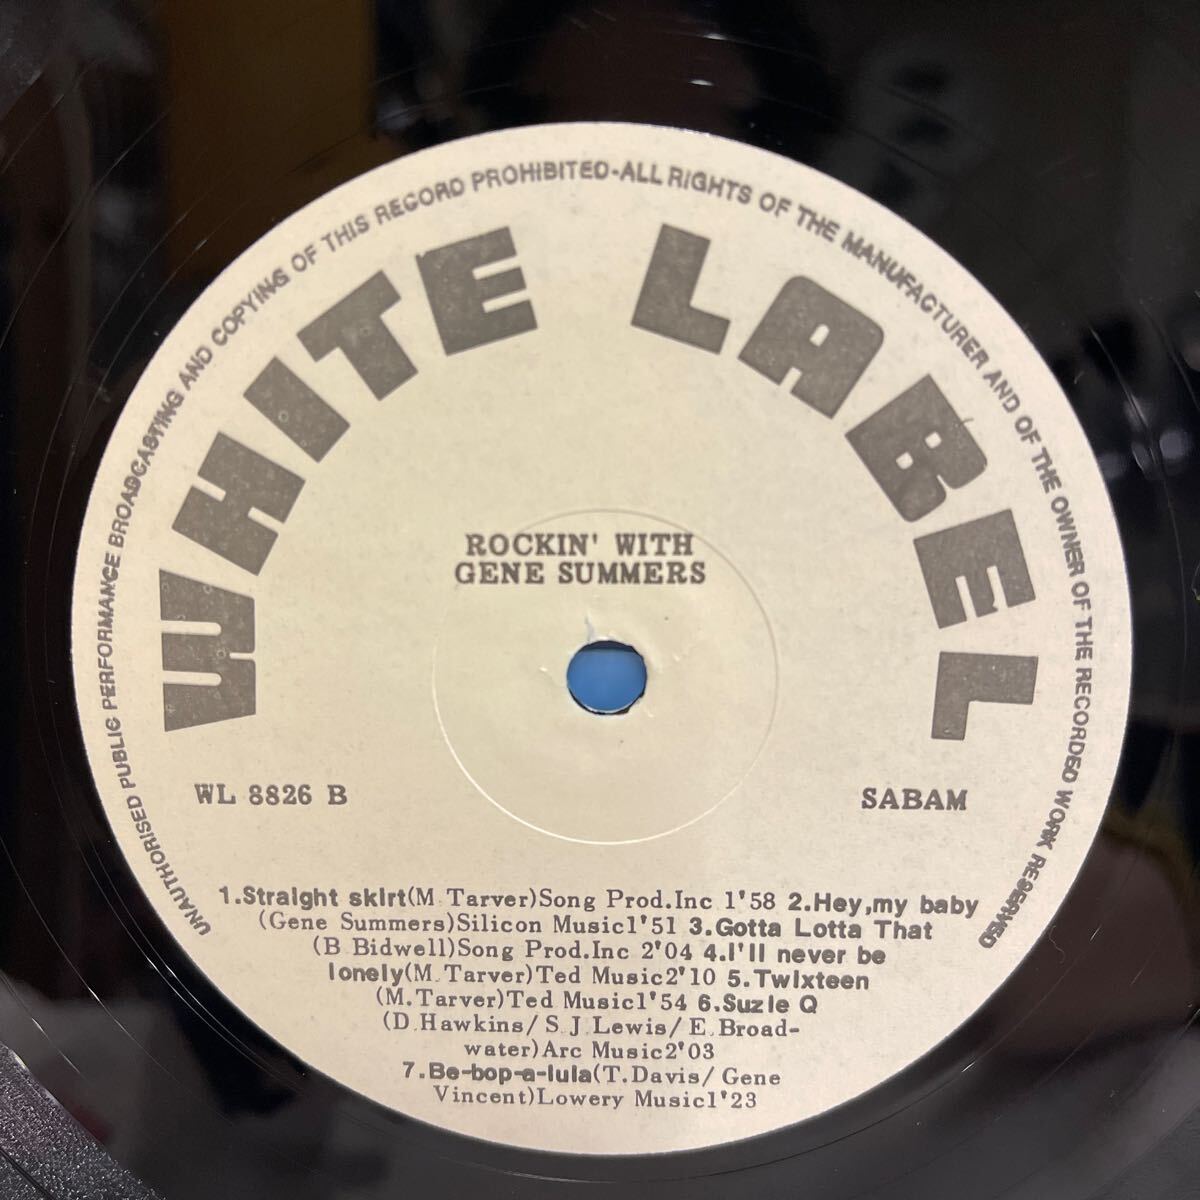 UNAUTHORISED PUBLIC PERFORMANCE BROADCASTING AND COPYING OF THIS RECORD PROHIBITED-ALL RIGHTS OF THE MANUFACTURER AND OF THE OWNER OF THE RECORDED WORK RESERVED
WHITE LABEL
ROCKIN' WITH
GENE SUMMERS
WL 8826 B
SABAM
1.Straight skirt(M.Tarver)Song Prod.Inc 1'58 2.Hey,my baby
(Gene Summers)Silicon Music1'51 3.Gotta Lotta That
(B.Bidwell)Song Prod.Inc 2'04 4.I'll never be
lonely(M.Tarver)Ted Music2'10 5.Twixteen
(M.Tarver)Ted Music1'54 6.Suzie Q
(D.Hawkins/S.J.Lewis/E.Broad-
water)Arc Music2'03
7.Be-bop-a-lula(T.Davis/Gene
Vincent)Lowery Music1'23